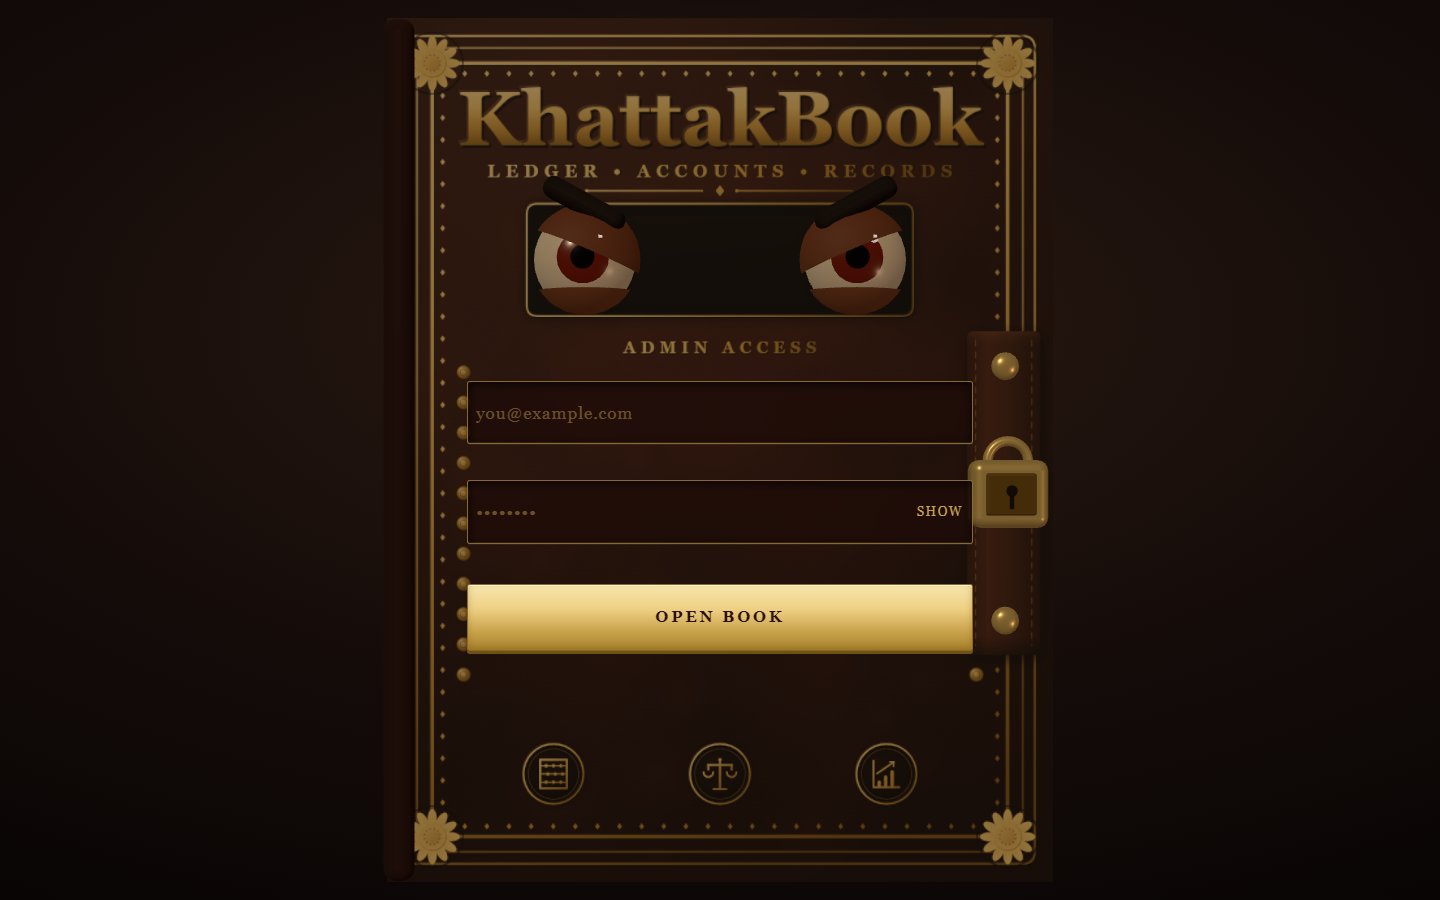 KhattakBook
LEDGER • ACCOUNTS • RECORDS
ADMIN ACCESS
you@example.com
•••••••• SHOW
OPEN BOOK